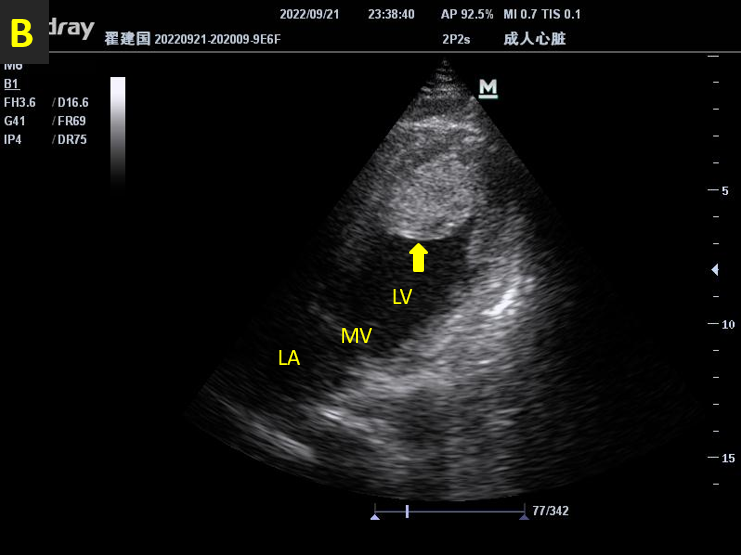 B
dray
2022/09/21 23:38:40 AP 92.5% MI 0.7 TIS 0.1
翟建国 20220921-202009-9E6F 2P2s 成人心脏
B1
FH3.6 / D16.6
G41 / FR69
IP4 / DR75
M
5
LV
10
MV
LA
15
77/342